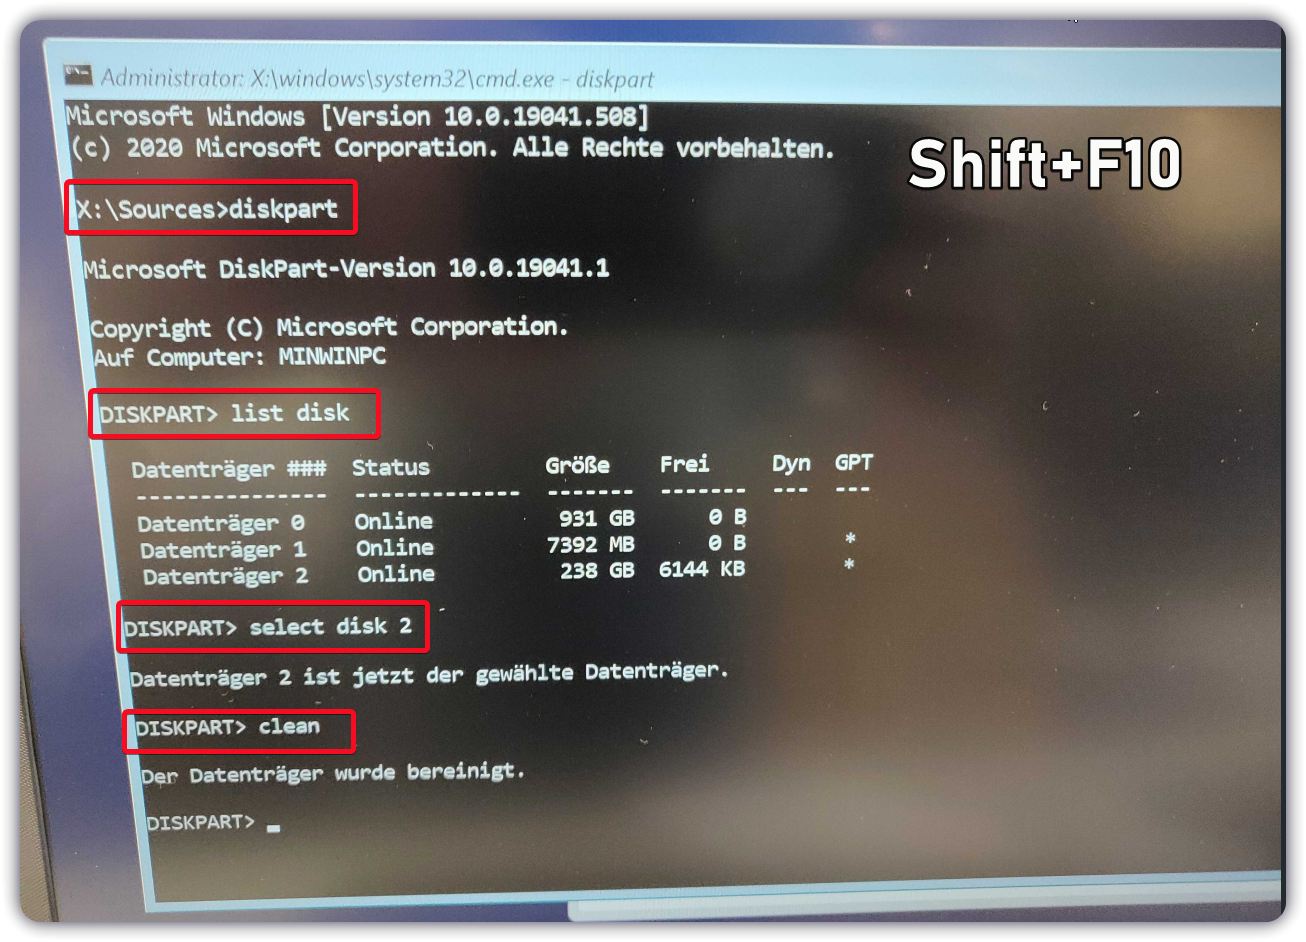 Administrator: X:\windows\system32\cmd.exe - diskpart
Microsoft Windows [Version 10.0.19041.508]
(c) 2020 Microsoft Corporation. Alle Rechte vorbehalten.
Shift+F10
X:\Sources>diskpart
Microsoft DiskPart-Version 10.0.19041.1
Copyright (C) Microsoft Corporation.
Auf Computer: MINWINPC
DISKPART> list disk
Datenträger ### Status Größe Frei Dyn GPT
--------------- ------------- ------- ------- --- ---
Datenträger 0 Online 931 GB 0 B
Datenträger 1 Online 7392 MB 0 B *
Datenträger 2 Online 238 GB 6144 KB *
DISKPART> select disk 2
Datenträger 2 ist jetzt der gewählte Datenträger.
DISKPART> clean
Der Datenträger wurde bereinigt.
DISKPART> _